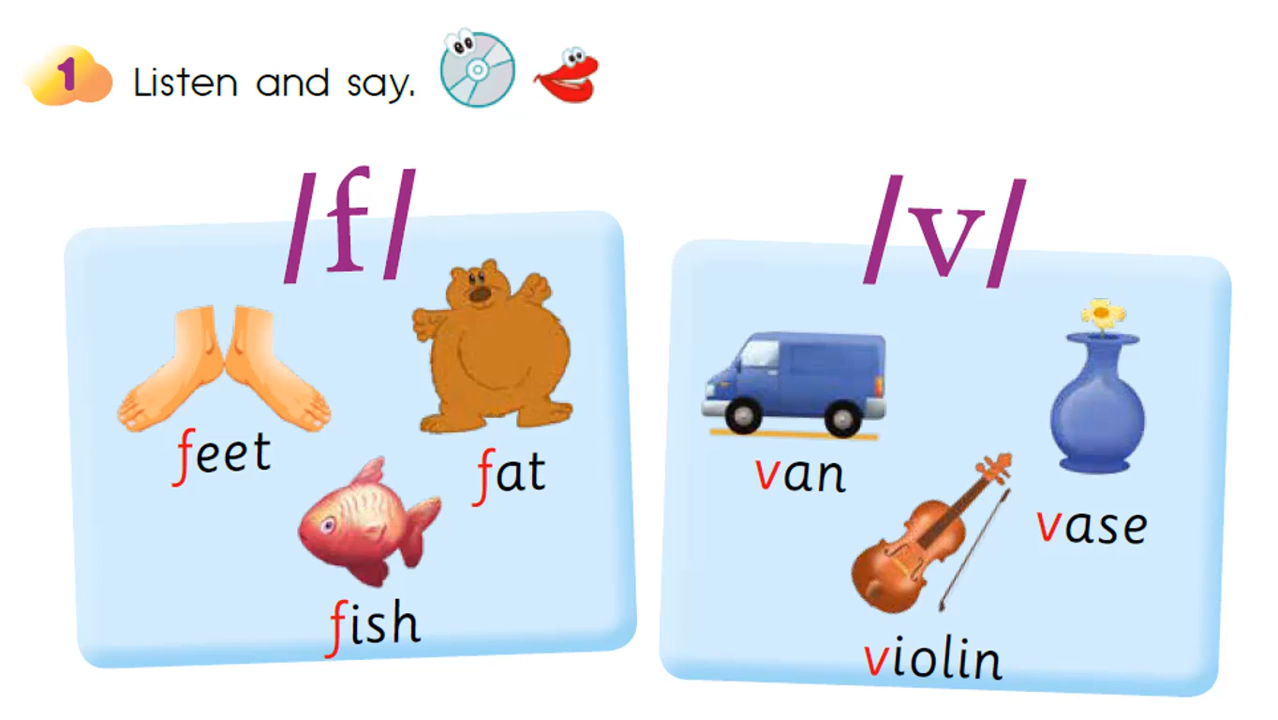 1 Listen and say.
/f/
feet
fat
fish
/v/
van
vase
violin